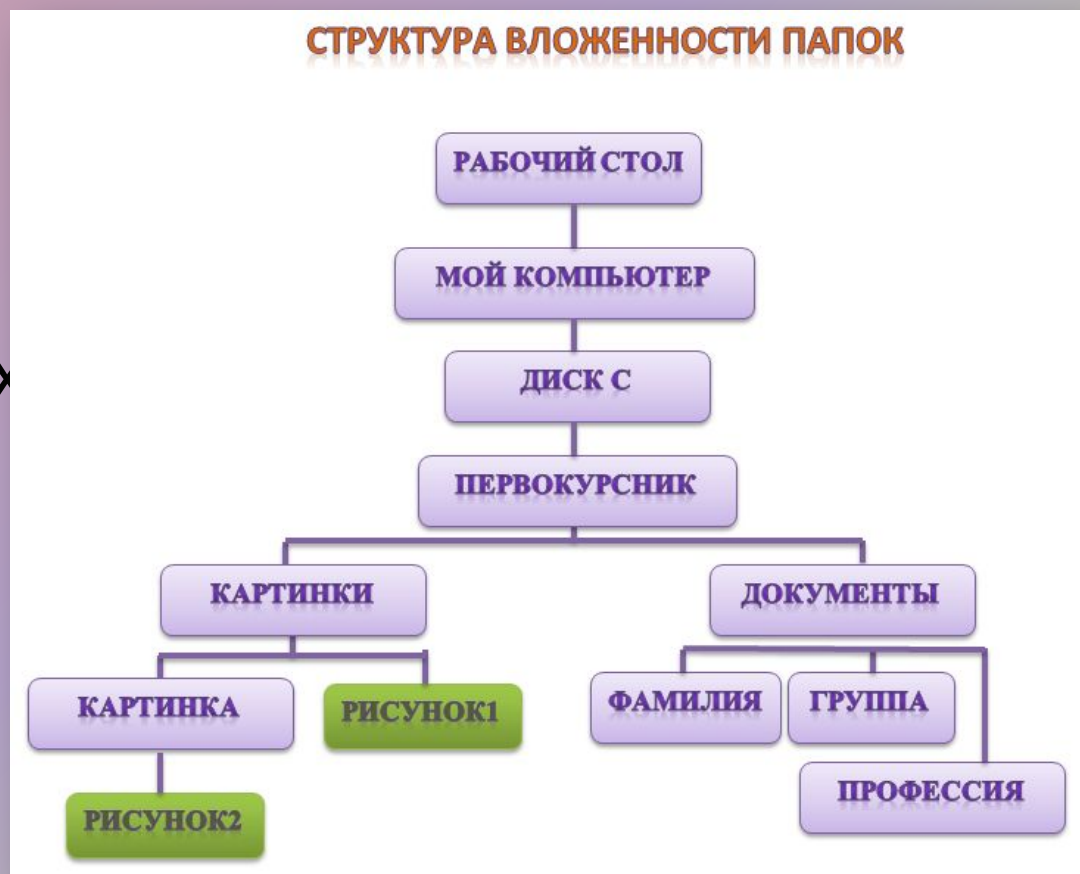 СТРУКТУРА ВЛОЖЕННОСТИ ПАПОК
РАБОЧИЙ СТОЛ
МОЙ КОМПЬЮТЕР
ДИСК С
ПЕРВОКУРСНИК
КАРТИНКИ
ДОКУМЕНТЫ
КАРТИНКА
РИСУНОК1
ФАМИЛИЯ
ГРУППА
ПРОФЕССИЯ
РИСУНОК2